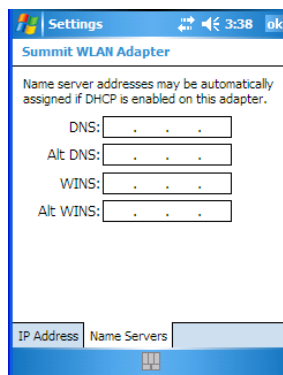 Settings 3:38 ok
Summit WLAN Adapter
Name server addresses may be automatically
assigned if DHCP is enabled on this adapter.
DNS: . . .
Alt DNS: . . .
WINS: . . .
Alt WINS: . . .
IP Address Name Servers